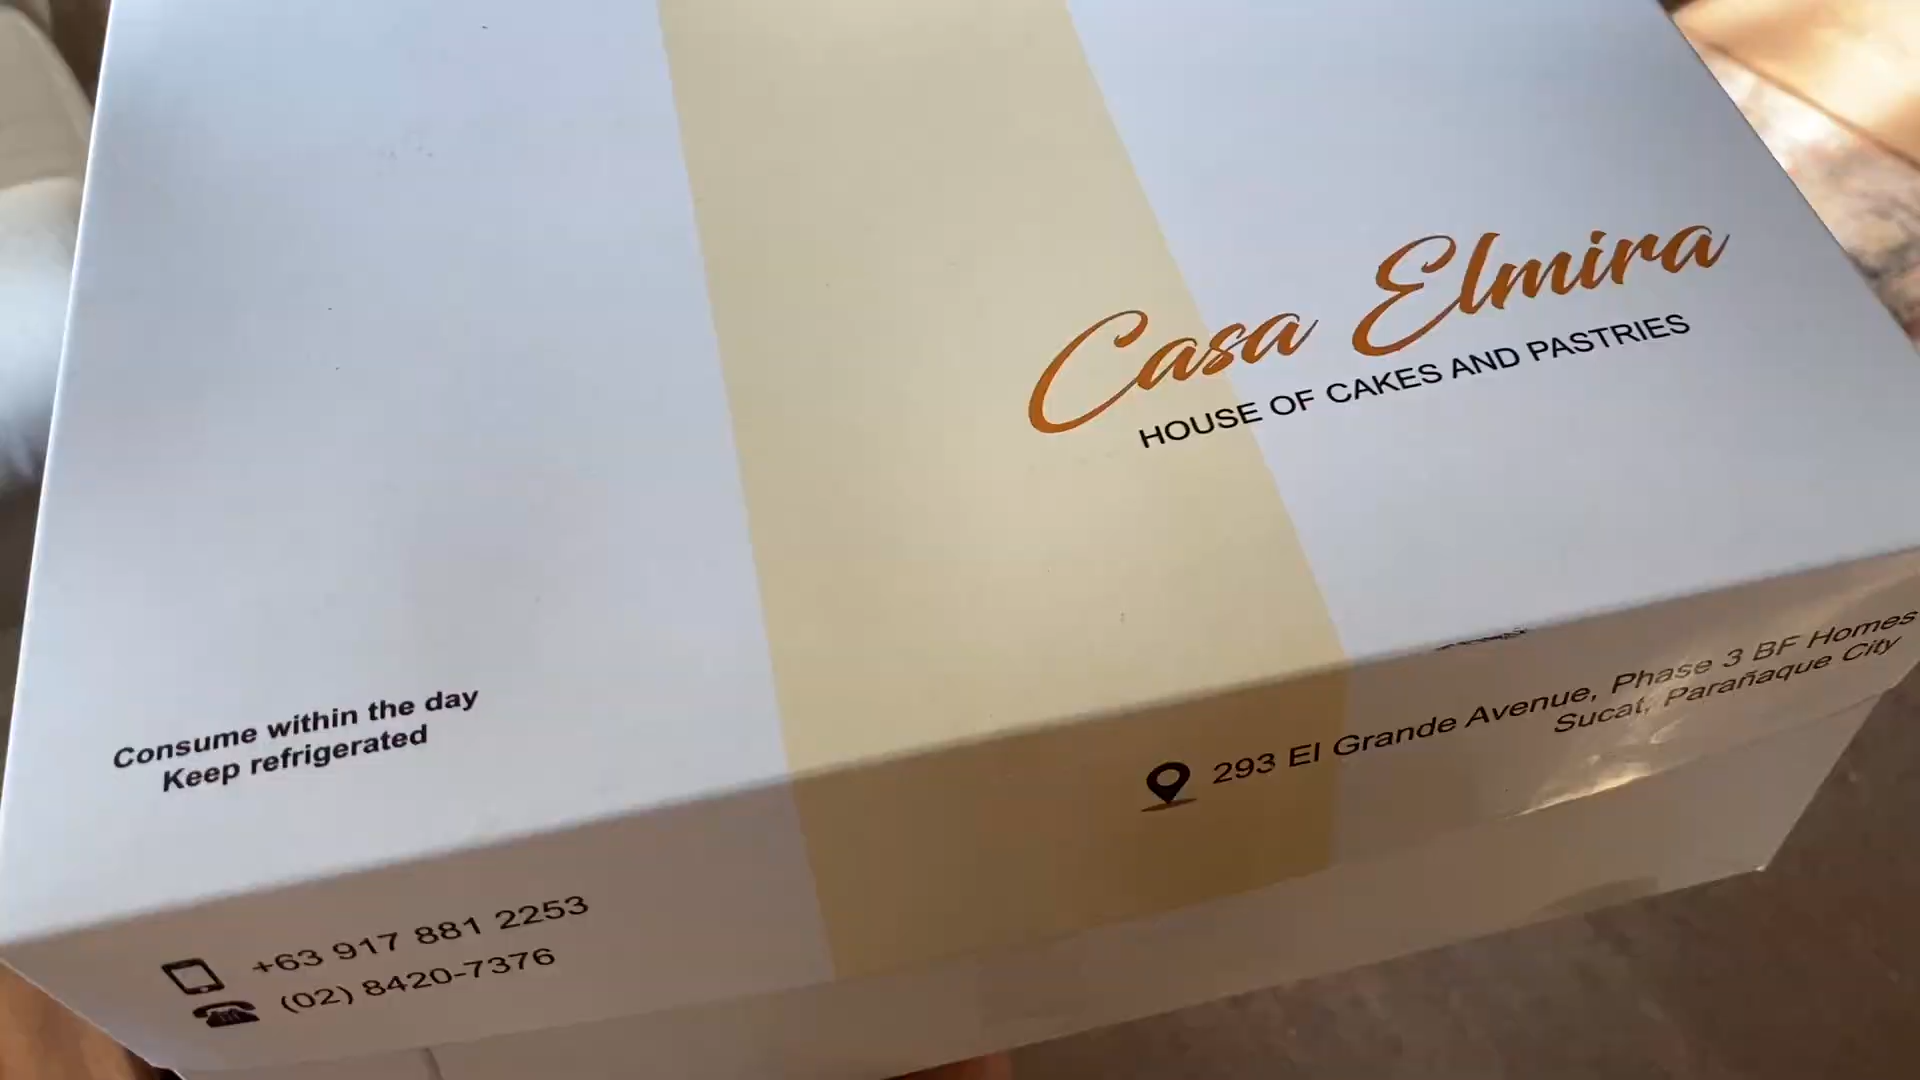 Casa Elmira
HOUSE OF CAKES AND PASTRIES
Consume within the day
Keep refrigerated
293 El Grande Avenue, Phase 3 BF Homes
Sucat, Parañaque City
+63 917 881 2253
(02) 8420-7376